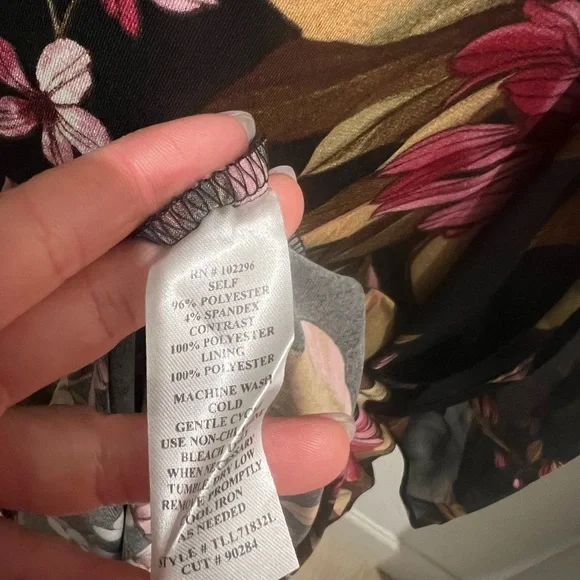 RN # 102296
SELF
96% POLYESTER
4% SPANDEX
CONTRAST
100% POLYESTER
LINING
100% POLYESTER
MACHINE WASH
COLD
GENTLE CYCLE
USE NON-CHLOR
BLEACH
WHEN NECESSARY
TUMBLE DRY LOW
REMOVE PROMPTLY
COOL IRON
AS NEEDED
STYLE # TLL71832L
CUT # 90284